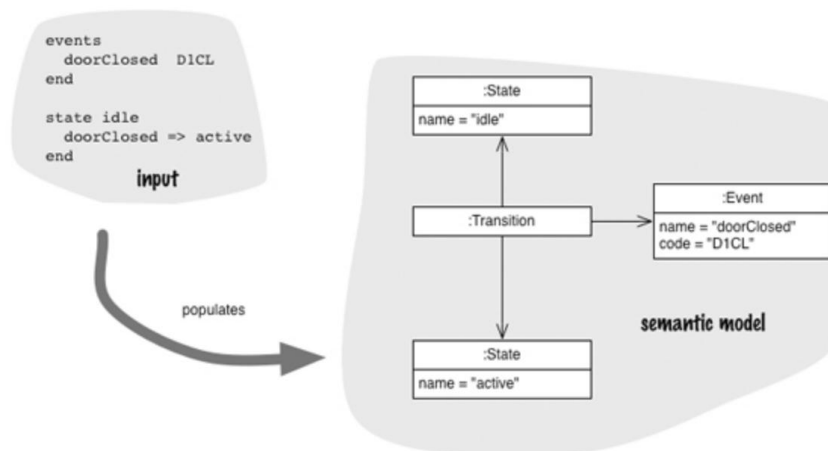 events
doorClosed D1CL
end
state idle
doorClosed => active
end
input
populates
:State
name = "idle"
:Transition
:Event
name = "doorClosed"
code = "D1CL"
semantic model
:State
name = "active"